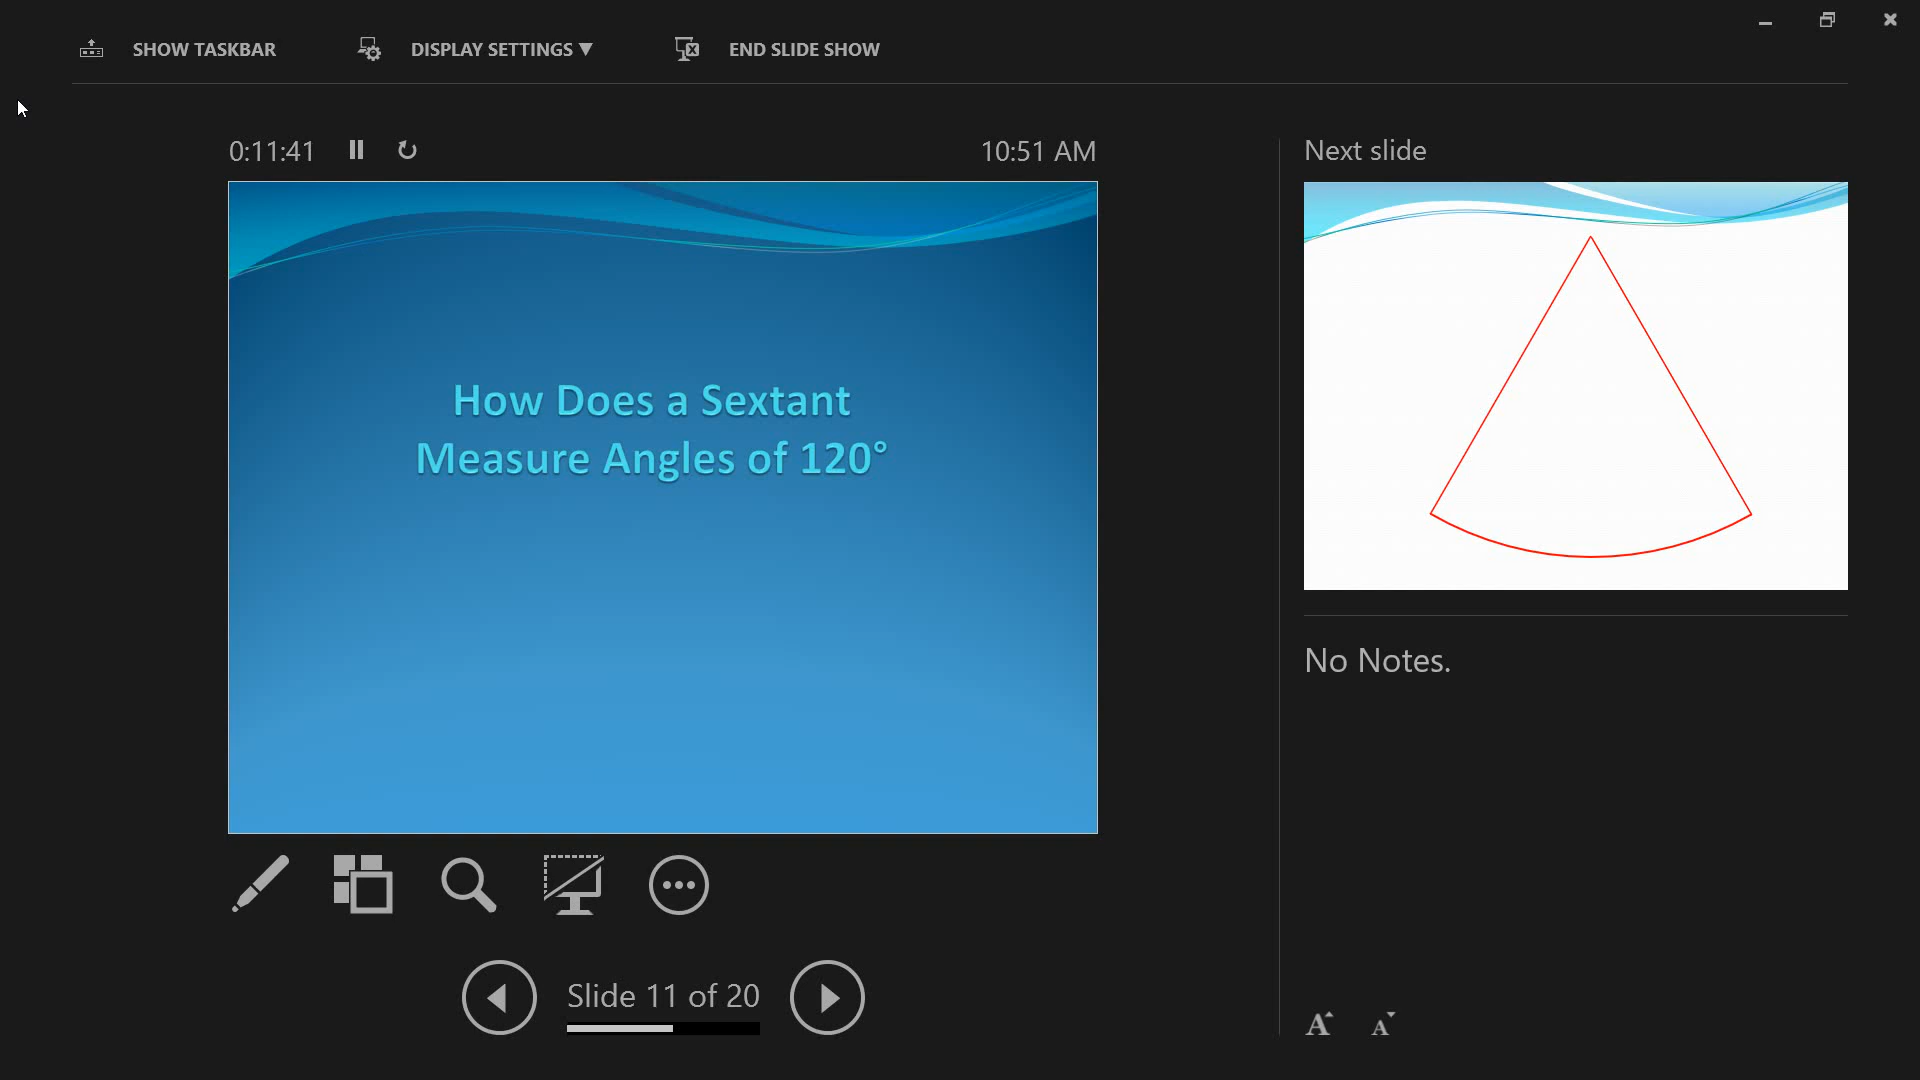 SHOW TASKBAR
DISPLAY SETTINGS ▼
END SLIDE SHOW
0:11:41
10:51 AM
How Does a Sextant
Measure Angles of 120°
Slide 11 of 20
Next slide
No Notes.
A
A